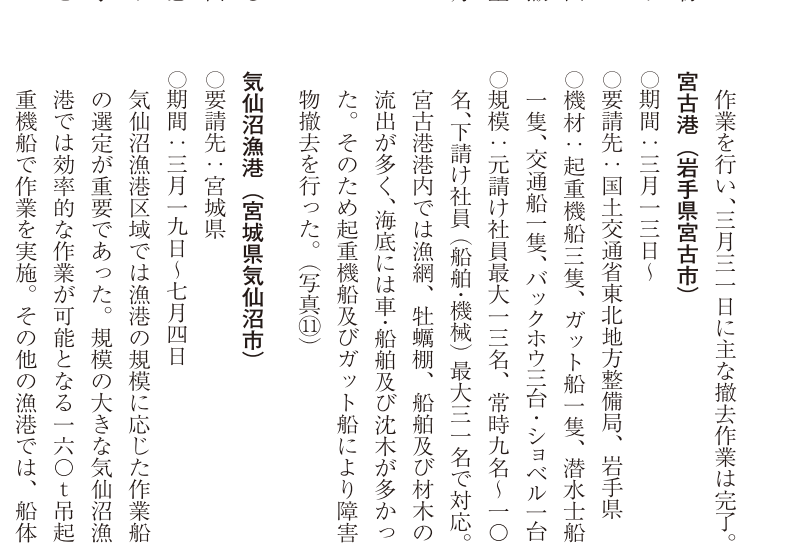 作業を行い、三月三一日に主な撤去作業は完了。
宮古港（岩手県宮古市）
〇期間：三月一三日～
〇要請先：国土交通省東北地方整備局、岩手県
〇機材：起重機船三隻、ガット船一隻、潜水士船
一隻、交通船一隻、バックホウ三台・ショベル一台
〇規模：元請け社員最大一三名、常時九名～一〇
名、下請け社員（船舶・機械）最大三一名で対応。
宮古港港内では漁網、牡蠣棚、船舶及び材木の
流出が多く、海底には車・船舶及び沈木が多かっ
た。そのため起重機船及びガット船により障害
物撤去を行った。（写真⑪）
気仙沼漁港（宮城県気仙沼市）
〇要請先：宮城県
〇期間：三月一九日～七月四日
気仙沼漁港区域では漁港の規模に応じた作業船
の選定が重要であった。規模の大きな気仙沼漁
港では効率的な作業が可能となる一六〇ｔ吊起
重機船で作業を実施。その他の漁港では、船体